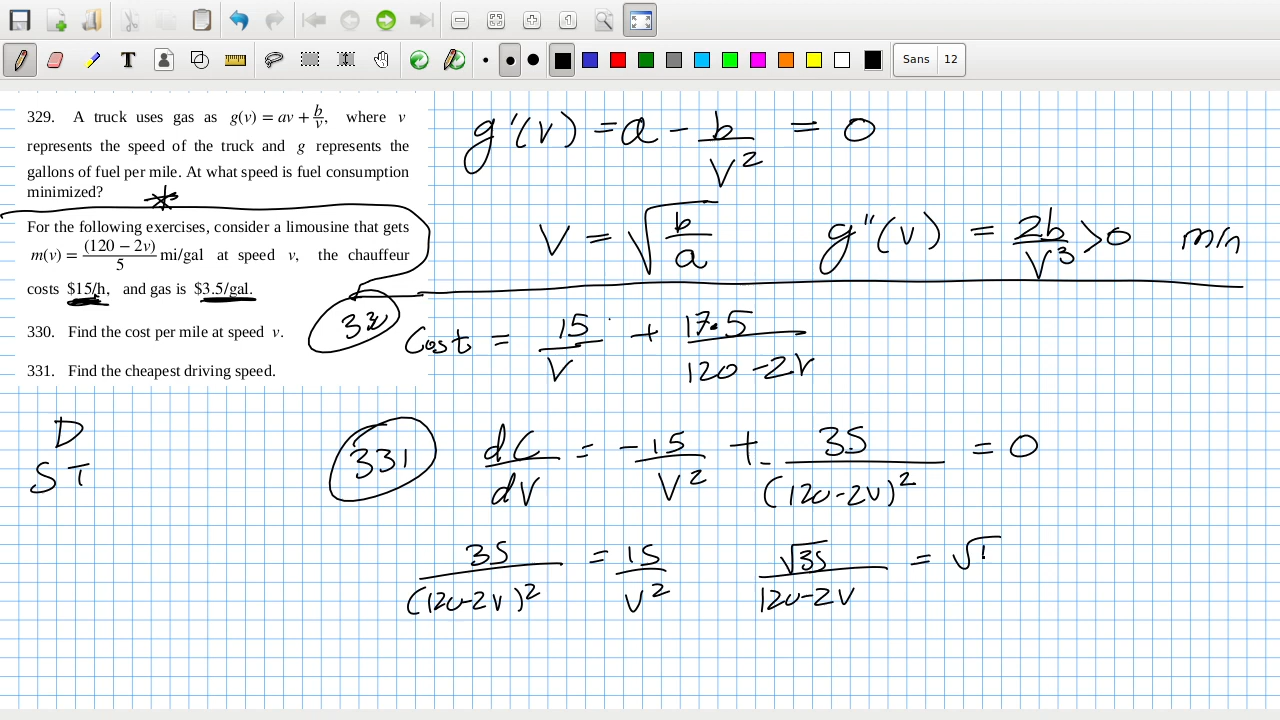 Sans 12
329. A truck uses gas as g(v) = av + b/v, where v
represents the speed of the truck and g represents the
gallons of fuel per mile. At what speed is fuel consumption
minimized?
For the following exercises, consider a limousine that gets
m(v) = (120 − 2v)/5 mi/gal at speed v, the chauffeur
costs $15/h, and gas is $3.5/gal.
330. Find the cost per mile at speed v.
331. Find the cheapest driving speed.
g'(v) = a - b/v² = 0
v = √(b/a) g''(v) = 2b/v³ > 0 min
Cost = 15/v + 17.5/(120-2v)
D
S T
331 dC/dv = -15/v² + 35/(120-2v)² = 0
35/(120-2v)² = 15/v² √35/(120-2v) = √1